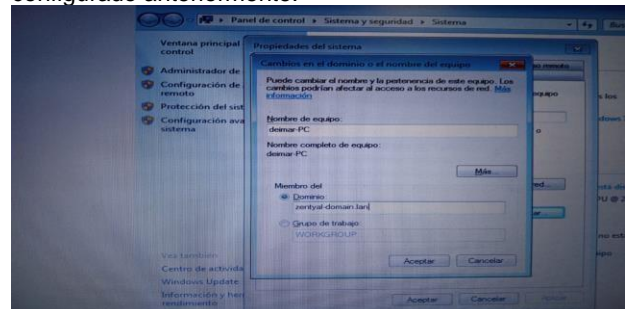 configurado anteriormente.
Panel de control ▸ Sistema y seguridad ▸ Sistema
Ventana principal
control
Administrador de
Configuración de
remoto
Protección del sist
Configuración ava
sistema
Vea también
Centro de activida
Windows Update
Información y her
rendimiento
Propiedades del sistema
Cambios en el dominio o el nombre del equipo
Puede cambiar el nombre y la pertenencia de este equipo. Los
cambios podrían afectar al acceso a los recursos de red. Más
información
Nombre de equipo:
deimar-PC
Nombre completo de equipo:
deimar-PC
Más...
Miembro del
Dominio:
zentyal-domain.lan
Grupo de trabajo:
WORKGROUP
Aceptar Cancelar
Aceptar Cancelar